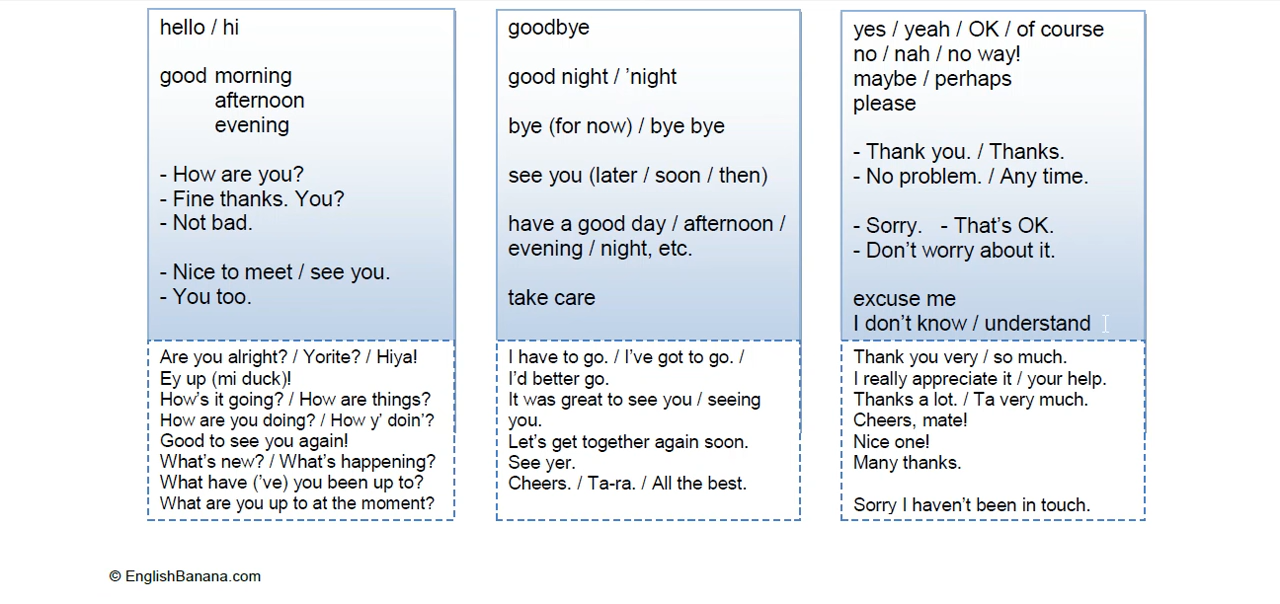 hello / hi
good morning
afternoon
evening
- How are you?
- Fine thanks. You?
- Not bad.
- Nice to meet / see you.
- You too.
Are you alright? / Yorite? / Hiya!
Ey up (mi duck)!
How's it going? / How are things?
How are you doing? / How y' doin'?
Good to see you again!
What's new? / What's happening?
What have ('ve) you been up to?
What are you up to at the moment?
goodbye
good night / 'night
bye (for now) / bye bye
see you (later / soon / then)
have a good day / afternoon /
evening / night, etc.
take care
I have to go. / I've got to go. /
I'd better go.
It was great to see you / seeing
you.
Let's get together again soon.
See yer.
Cheers. / Ta-ra. / All the best.
yes / yeah / OK / of course
no / nah / no way!
maybe / perhaps
please
- Thank you. / Thanks.
- No problem. / Any time.
- Sorry.   - That's OK.
- Don't worry about it.
excuse me
I don't know / understand
Thank you very / so much.
I really appreciate it / your help.
Thanks a lot. / Ta very much.
Cheers, mate!
Nice one!
Many thanks.
Sorry I haven't been in touch.
© EnglishBanana.com